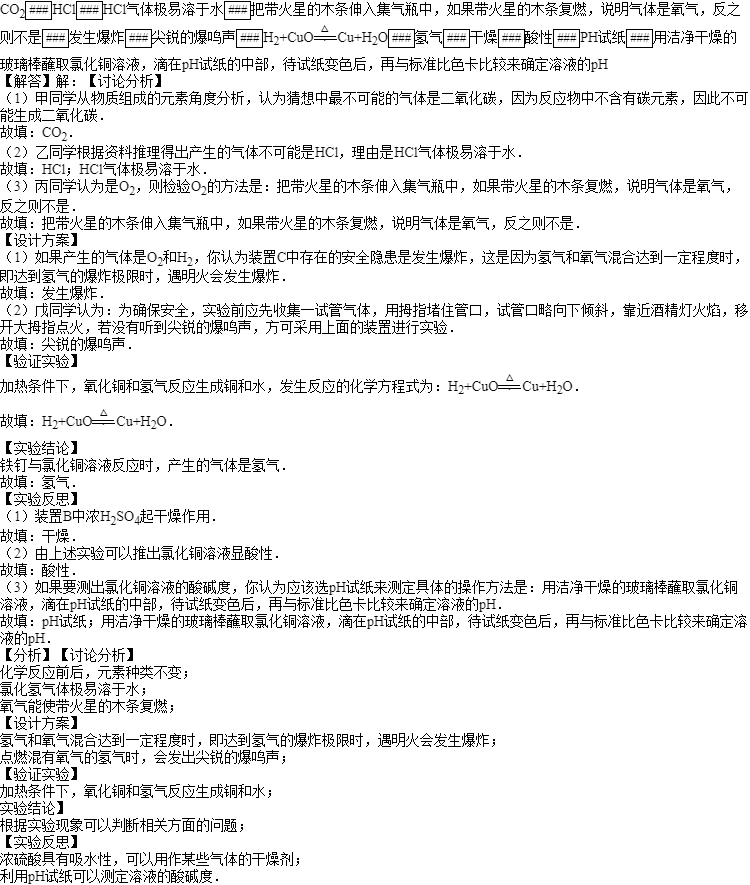 CO₂###HCl###HCl气体极易溶于水###把带火星的木条伸入集气瓶中，如果带火星的木条复燃，说明气体是氧气，反之
则不是###发生爆炸###尖锐的爆鸣声###H₂+CuO
△
══
Cu+H₂O###氢气###干燥###酸性###PH试纸###用洁净干燥的
玻璃棒蘸取氯化铜溶液，滴在pH试纸的中部，待试纸变色后，再与标准比色卡比较来确定溶液的pH
【解答】解：【讨论分析】
（1）甲同学从物质组成的元素角度分析，认为猜想中最不可能的气体是二氧化碳，因为反应物中不含有碳元素，因此不可
能生成二氧化碳．
故填：CO₂．
（2）乙同学根据资料推理得出产生的气体不可能是HCl，理由是HCl气体极易溶于水．
故填：HCl；HCl气体极易溶于水．
（3）丙同学认为是O₂，则检验O₂的方法是：把带火星的木条伸入集气瓶中，如果带火星的木条复燃，说明气体是氧气，
反之则不是．
故填：把带火星的木条伸入集气瓶中，如果带火星的木条复燃，说明气体是氧气，反之则不是．
【设计方案】
（1）如果产生的气体是O₂和H₂，你认为装置C中存在的安全隐患是发生爆炸，这是因为氢气和氧气混合达到一定程度时，
即达到氢气的爆炸极限时，遇明火会发生爆炸．
故填：发生爆炸．
（2）戊同学认为：为确保安全，实验前应先收集一试管气体，用拇指堵住管口，试管口略向下倾斜，靠近酒精灯火焰，移
开大拇指点火，若没有听到尖锐的爆鸣声，方可采用上面的装置进行实验．
故填：尖锐的爆鸣声．
【验证实验】
加热条件下，氧化铜和氢气反应生成铜和水，发生反应的化学方程式为：H₂+CuO
△
══
Cu+H₂O．
故填：H₂+CuO
△
══
Cu+H₂O．
【实验结论】
铁钉与氯化铜溶液反应时，产生的气体是氢气．
故填：氢气．
【实验反思】
（1）装置B中浓H₂SO₄起干燥作用．
故填：干燥．
（2）由上述实验可以推出氯化铜溶液显酸性．
故填：酸性．
（3）如果要测出氯化铜溶液的酸碱度，你认为应该选pH试纸来测定具体的操作方法是：用洁净干燥的玻璃棒蘸取氯化铜
溶液，滴在pH试纸的中部，待试纸变色后，再与标准比色卡比较来确定溶液的pH．
故填：pH试纸；用洁净干燥的玻璃棒蘸取氯化铜溶液，滴在pH试纸的中部，待试纸变色后，再与标准比色卡比较来确定溶
液的pH．
【分析】【讨论分析】
化学反应前后，元素种类不变；
氯化氢气体极易溶于水；
氧气能使带火星的木条复燃；
【设计方案】
氢气和氧气混合达到一定程度时，即达到氢气的爆炸极限时，遇明火会发生爆炸；
点燃混有氧气的氢气时，会发出尖锐的爆鸣声；
【验证实验】
加热条件下，氧化铜和氢气反应生成铜和水；
实验结论】
根据实验现象可以判断相关方面的问题；
【实验反思】
浓硫酸具有吸水性，可以用作某些气体的干燥剂；
利用pH试纸可以测定溶液的酸碱度．